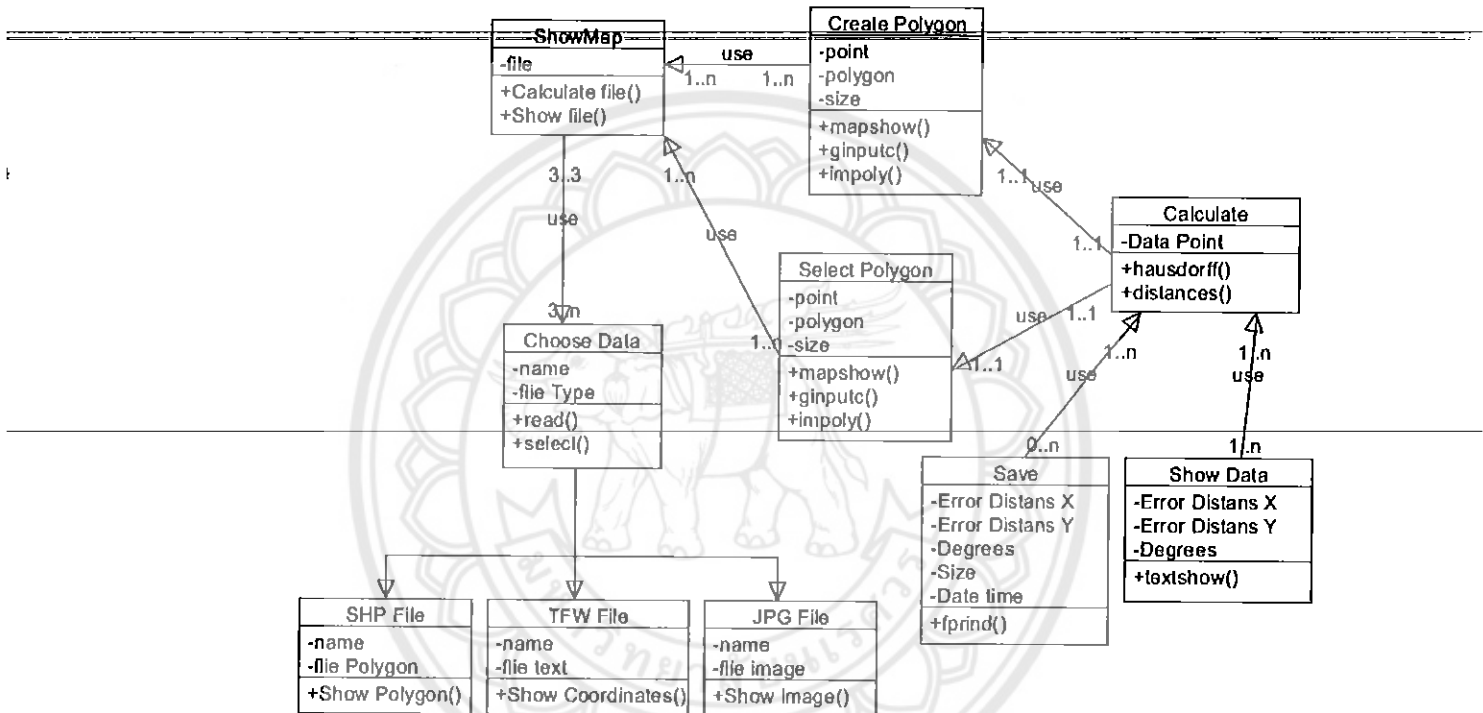 ShowMap
-file
+Calculate file()
+Show file()
use
1..n
1..n
Create Polygon
-point
-polygon
-size
+mapshow()
+ginputc()
+impoly()
3..3
use
3..n
1..n
use
1..n
1..1
use
1..1
Calculate
-Data Point
+hausdorff()
+distances()
Select Polygon
-point
-polygon
-size
+mapshow()
+ginputc()
+impoly()
use
1..1
1..1
Choose Data
-name
-flie Type
+read()
+select()
1..n
use
0..n
1..n
use
1..n
Save
-Error Distans X
-Error Distans Y
-Degrees
-Size
-Date time
+fprind()
Show Data
-Error Distans X
-Error Distans Y
-Degrees
+textshow()
SHP File
-name
-flie Polygon
+Show Polygon()
TFW File
-name
-flie text
+Show Coordinates()
JPG File
-name
-flie image
+Show Image()